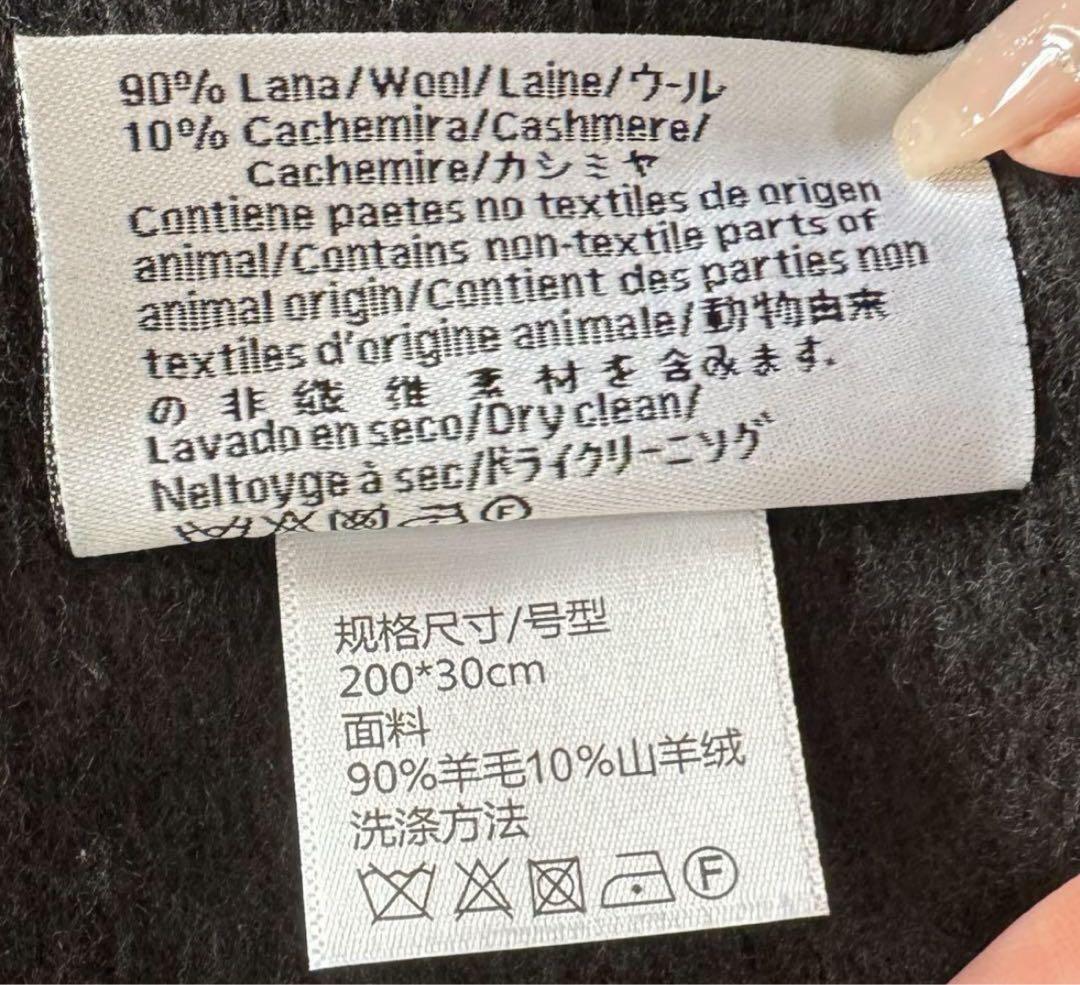 90% Lana/Wool/Laine/ウール
10% Cachemira/Cashmere/
Cachemire/カシミヤ
Contiene paetes no textiles de origen
animal/Contains non-textile parts of
animal origin/Contient des parties non
textiles d'origine animale/動物由来
の非繊維素材を含みます.
Lavado en seco/Dry clean/
Neltoyge à sec/ドライクリーニソグ
F
规格尺寸/号型
200*30cm
面料
90%羊毛10%山羊绒
洗涤方法
F